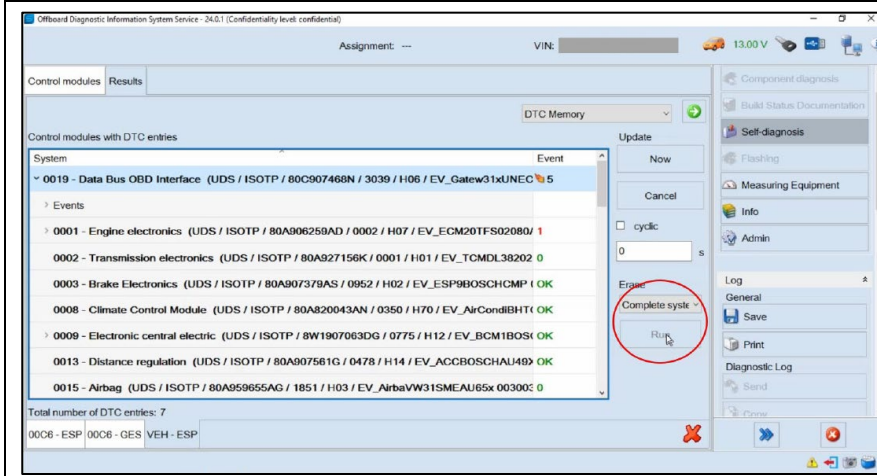 Offboard Diagnostic Information System Service - 24.0.1 (Confidentiality level: confidential)
Assignment: ---
VIN:
13.00 V
Control modules
Results
DTC Memory
Control modules with DTC entries
System
Event
0019 - Data Bus OBD Interface (UDS / ISOTP / 80C907468N / 3039 / H06 / EV_Gatew31xUNEC 5
Events
0001 - Engine electronics (UDS / ISOTP / 80A906259AD / 0002 / H07 / EV_ECM20TFS02080/ 1
0002 - Transmission electronics (UDS / ISOTP / 80A927156K / 0001 / H01 / EV_TCMDL38202 0
0003 - Brake Electronics (UDS / ISOTP / 80A907379AS / 0952 / H02 / EV_ESP9BOSCHCMP ( OK
0008 - Climate Control Module (UDS / ISOTP / 80A820043AN / 0350 / H70 / EV_AirCondiBHT( OK
0009 - Electronic central electric (UDS / ISOTP / 8W1907063DG / 0775 / H12 / EV_BCM1BOS( OK
0013 - Distance regulation (UDS / ISOTP / 80A907561G / 0478 / H14 / EV_ACCBOSCHAU49X OK
0015 - Airbag (UDS / ISOTP / 80A959655AG / 1851 / H03 / EV_AirbaVW31SMEAU65x 003003 0
Total number of DTC entries: 7
00C6 - ESP
00C6 - GES
VEH - ESP
Update
Now
Cancel
cyclic
0
s
Erase
Complete syste
Run
Component diagnosis
Build Status Documentation
Self-diagnosis
Flashing
Measuring Equipment
Info
Admin
Log
General
Save
Print
Diagnostic Log
Send
Copy